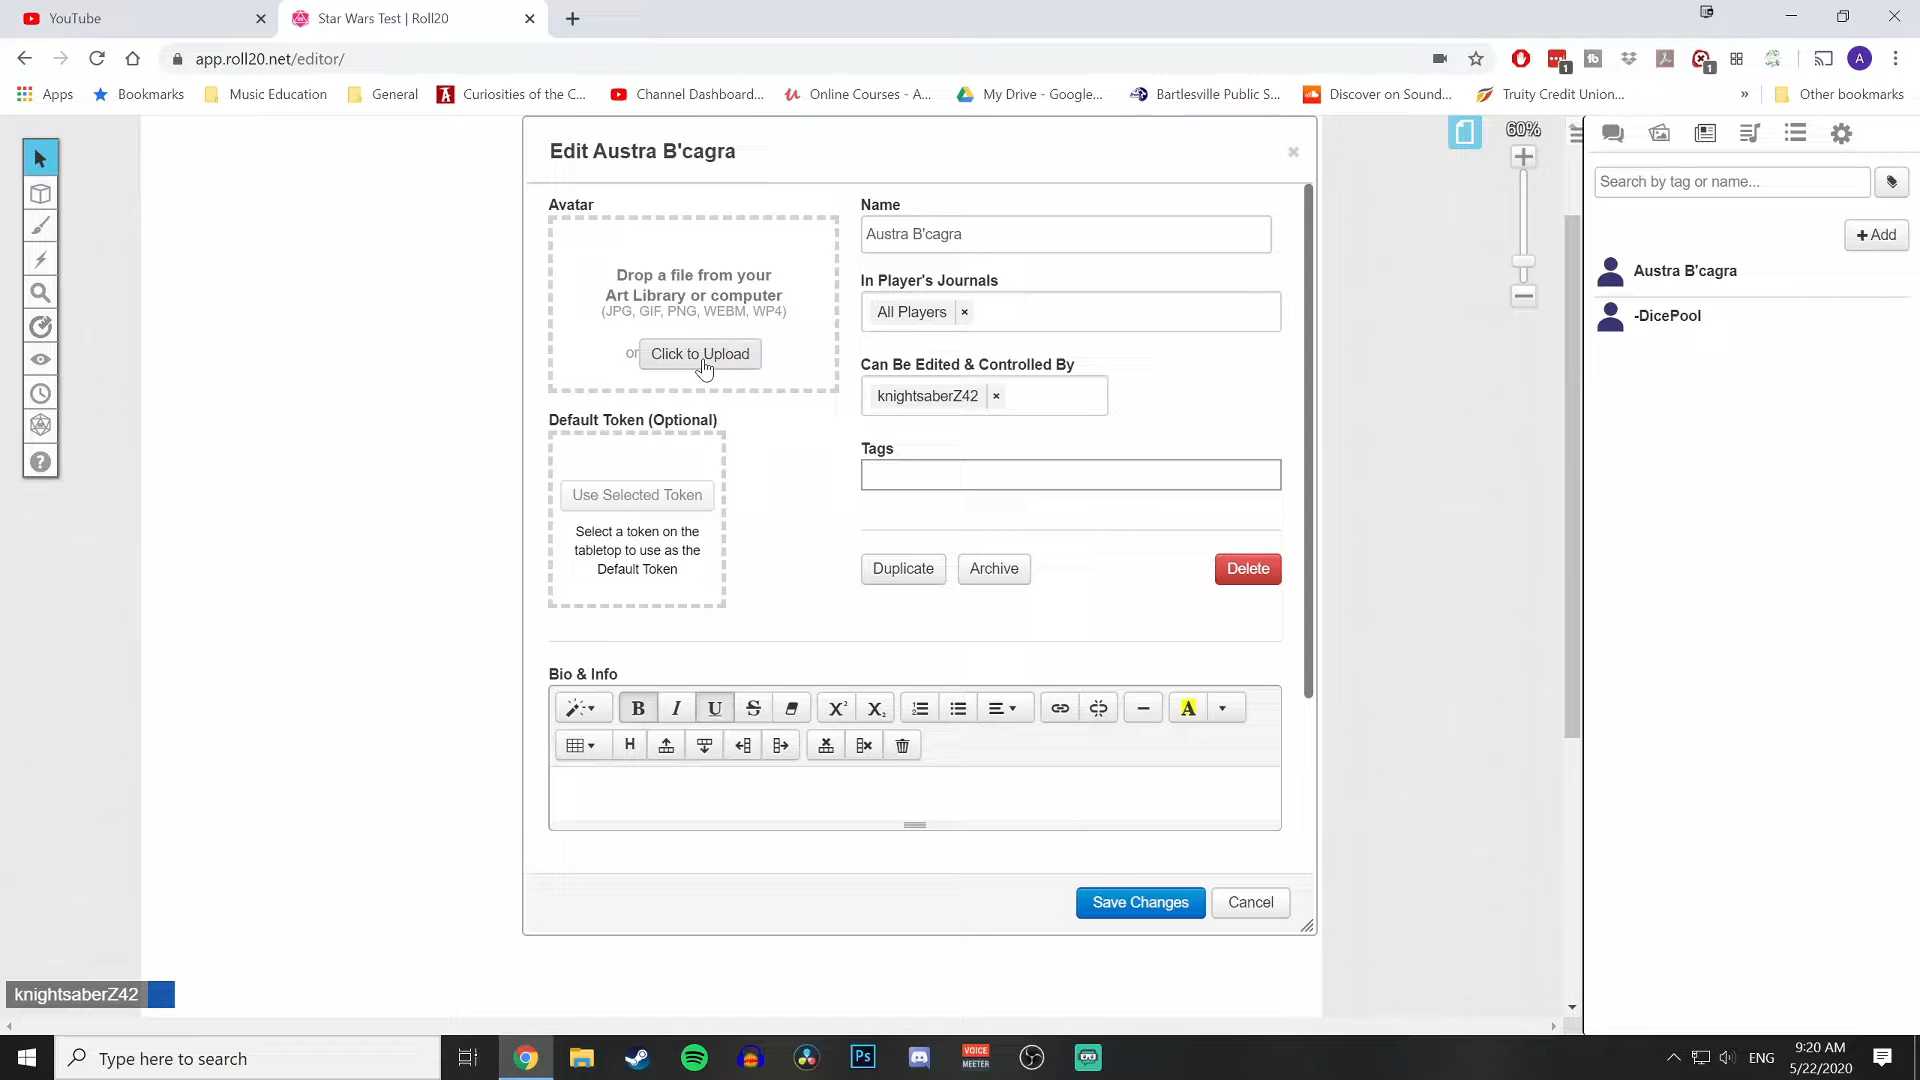 YouTube
Star Wars Test | Roll20
app.roll20.net/editor/
1
1
A
Apps
Bookmarks
Music Education
General
Curiosities of the C...
Channel Dashboard...
Online Courses - A...
My Drive - Google...
Bartlesville Public S...
Discover on Sound...
Truity Credit Union...
»
Other bookmarks
Edit Austra B'cagra
60%
Search by tag or name...
Avatar
Name
Drop a file from your
Art Library or computer
(JPG, GIF, PNG, WEBM, WP4)
or Click to Upload
Austra B'cagra
In Player's Journals
All Players ×
Can Be Edited & Controlled By
knightsaberZ42 ×
+ Add
Austra B'cagra
-DicePool
Default Token (Optional)
Tags
Use Selected Token
Select a token on the
tabletop to use as the
Default Token
Duplicate
Archive
Delete
Bio & Info
B I U S X² X₂ A
H
Save Changes
Cancel
knightsaberZ42
Type here to search
Ps
VOICE
MEETER
ENG
9:20 AM
5/22/2020